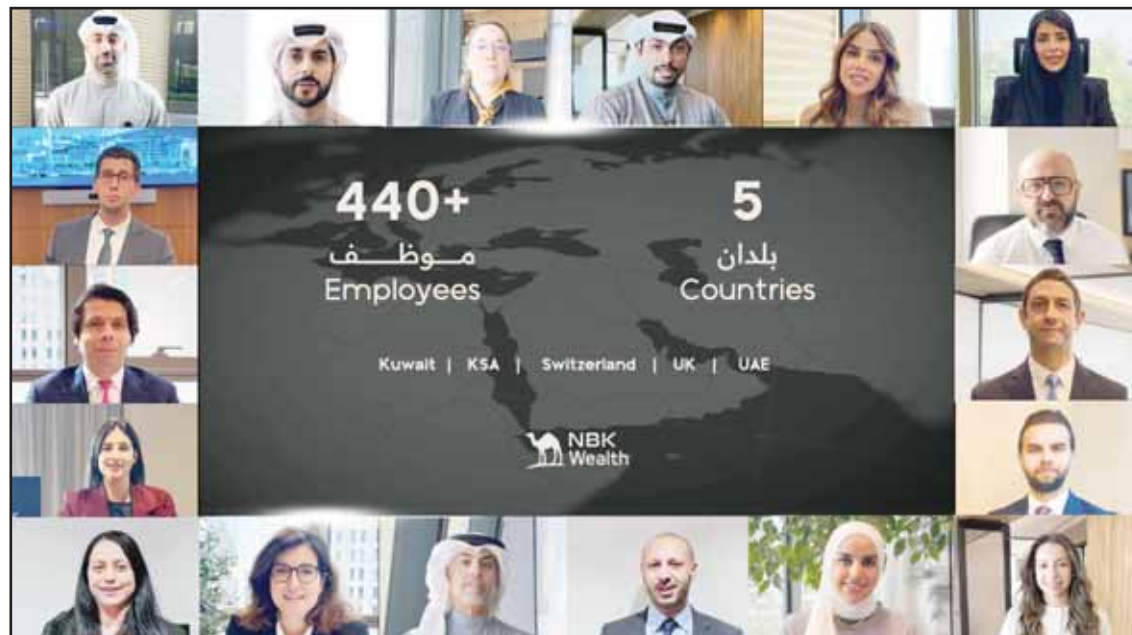 440+
موظف
Employees
5
بلدان
Countries
Kuwait | KSA | Switzerland | UK | UAE
NBK
Wealth